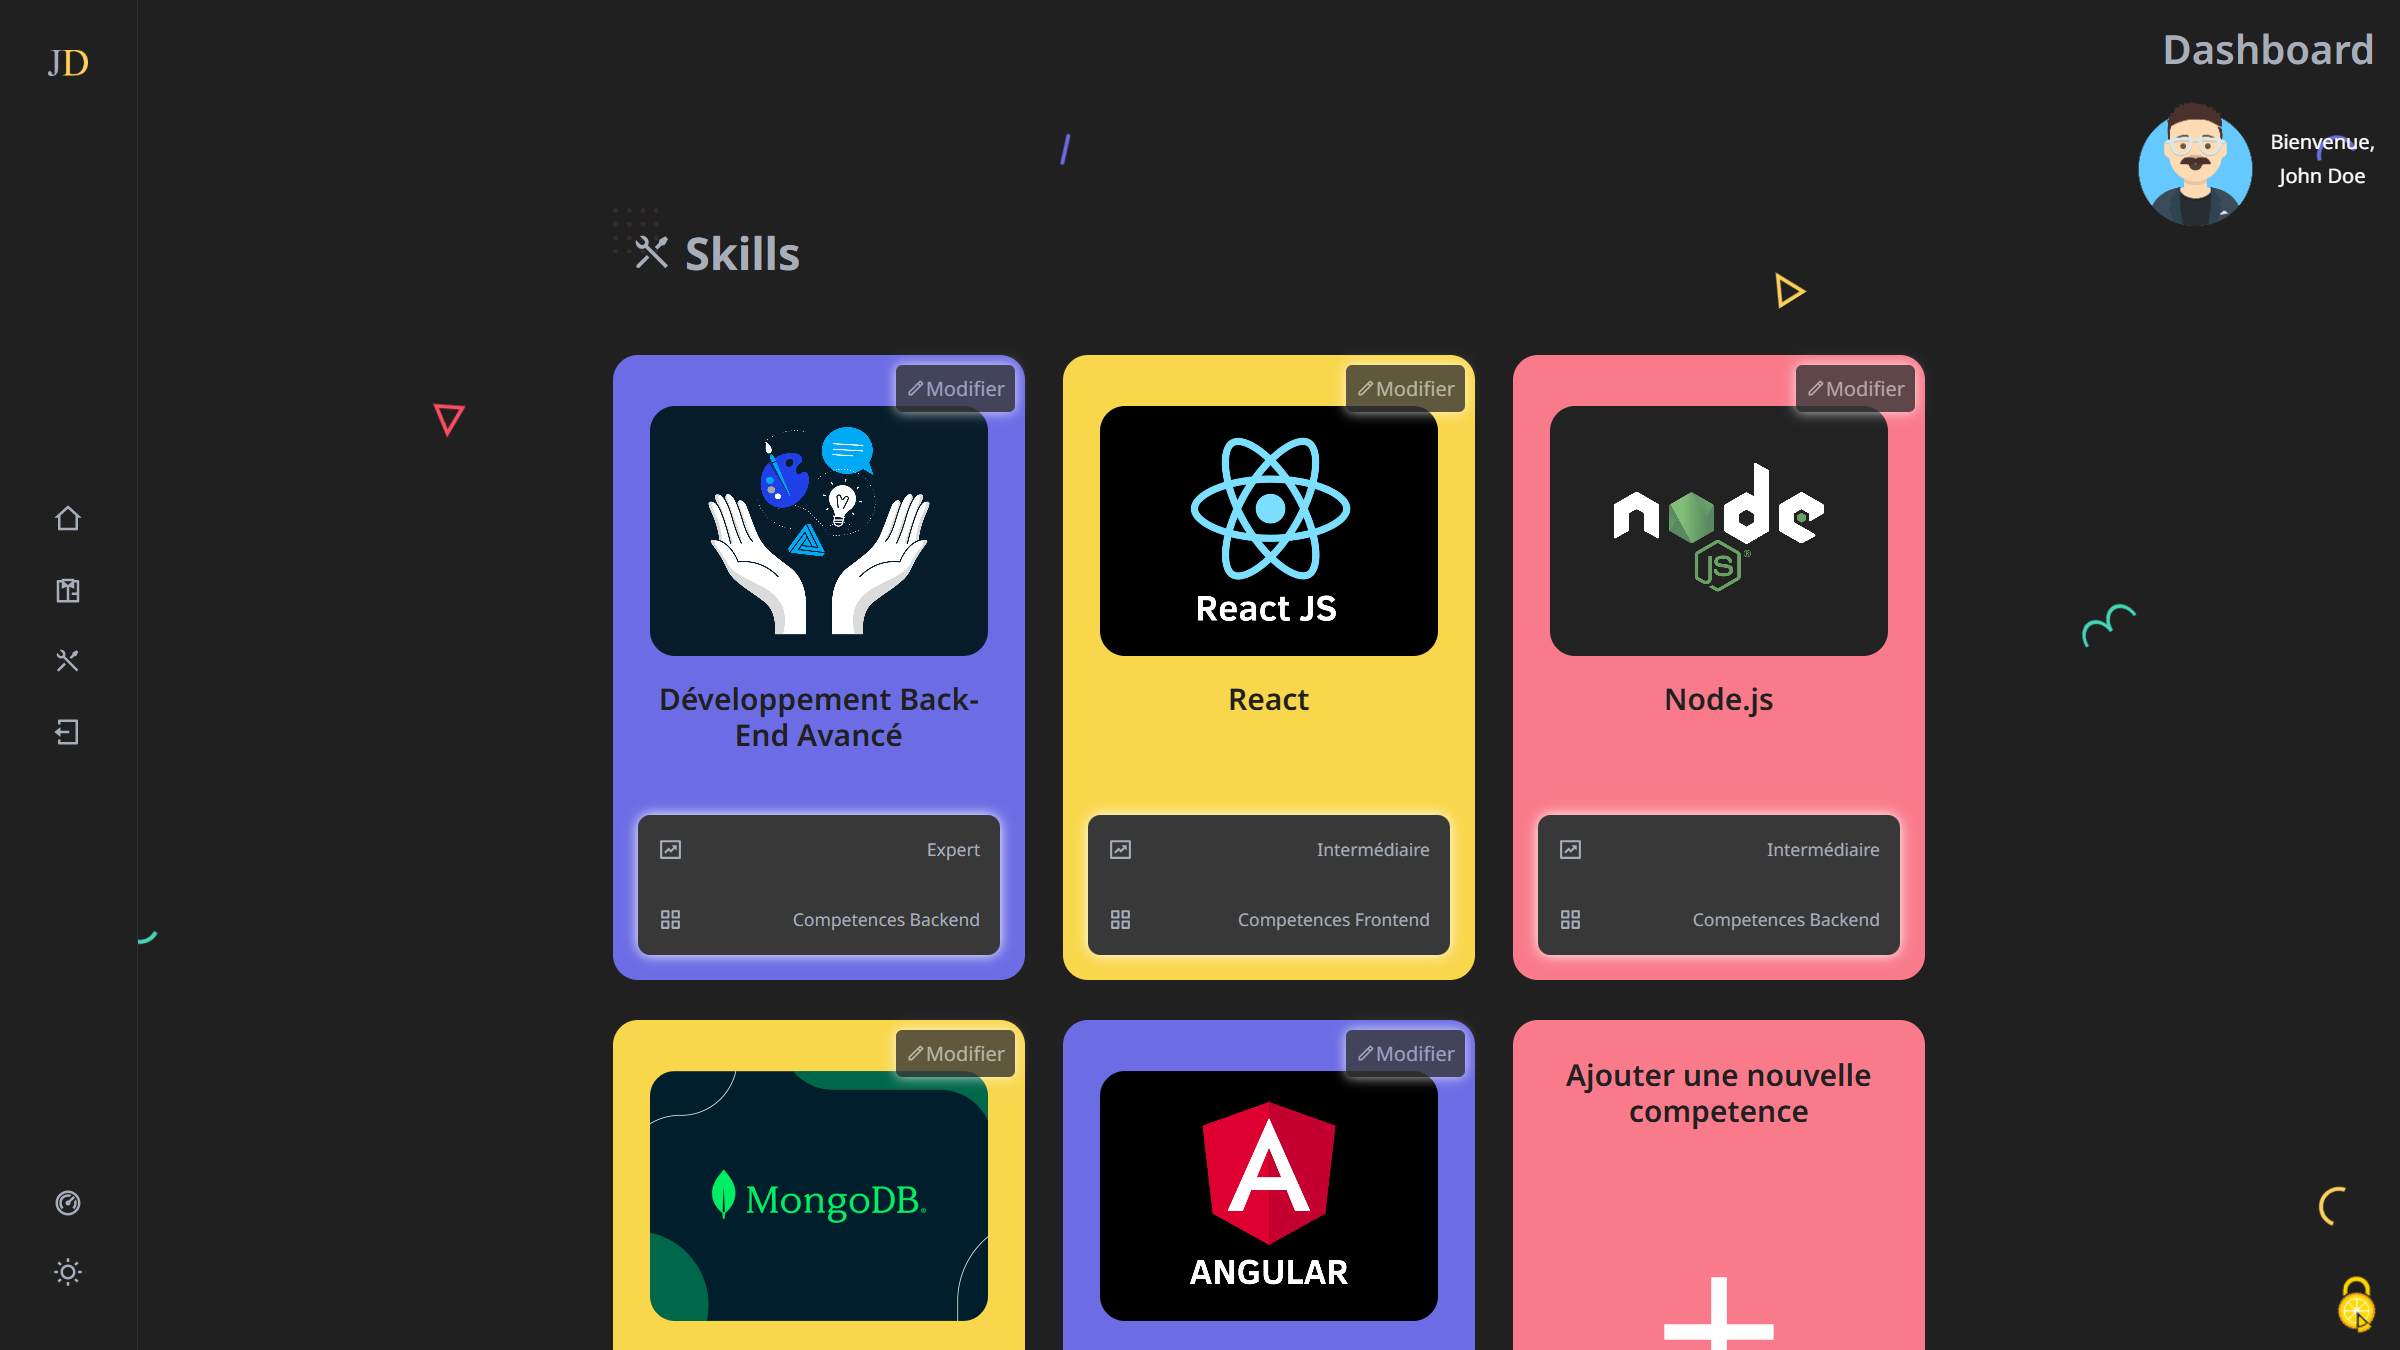 JD
Dashboard
Bienvenue,
John Doe
Skills
Modifier
Modifier
Modifier
React JS
node
JS
Développement Back-
End Avancé
React
Node.js
Expert
Competences Backend
Intermédiaire
Competences Frontend
Intermédiaire
Competences Backend
Modifier
Modifier
Ajouter une nouvelle
competence
MongoDB
ANGULAR